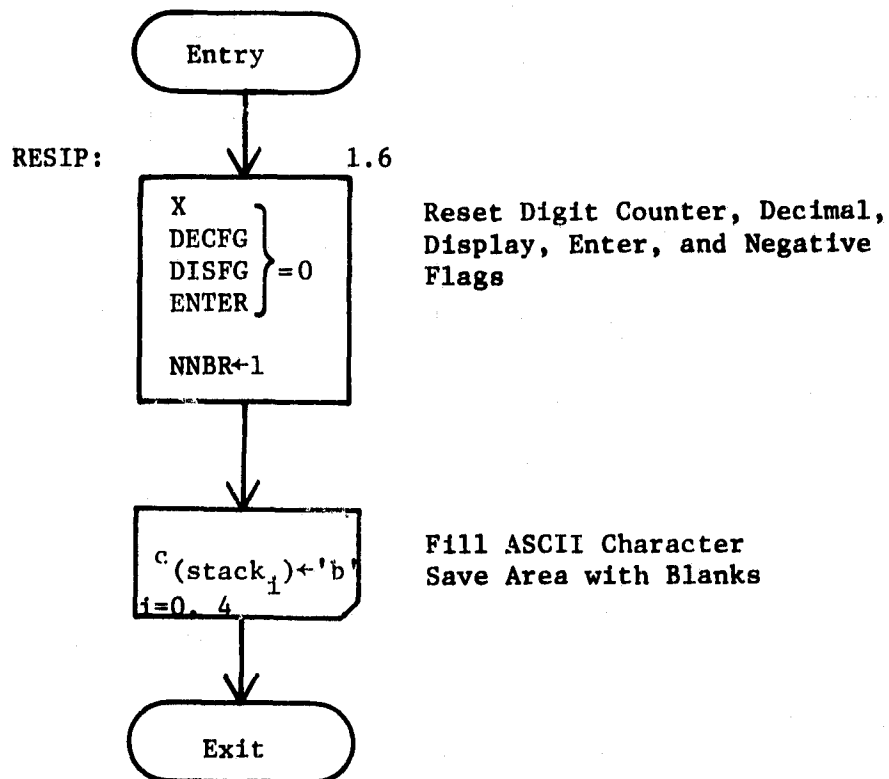 Entry
RESIP: 1.6
X
DECFG
DISFG
ENTER
} =0
NNBR←1
Reset Digit Counter, Decimal,
Display, Enter, and Negative
Flags
c(stack_i)←'b'
i=0, 4
Fill ASCII Character
Save Area with Blanks
Exit